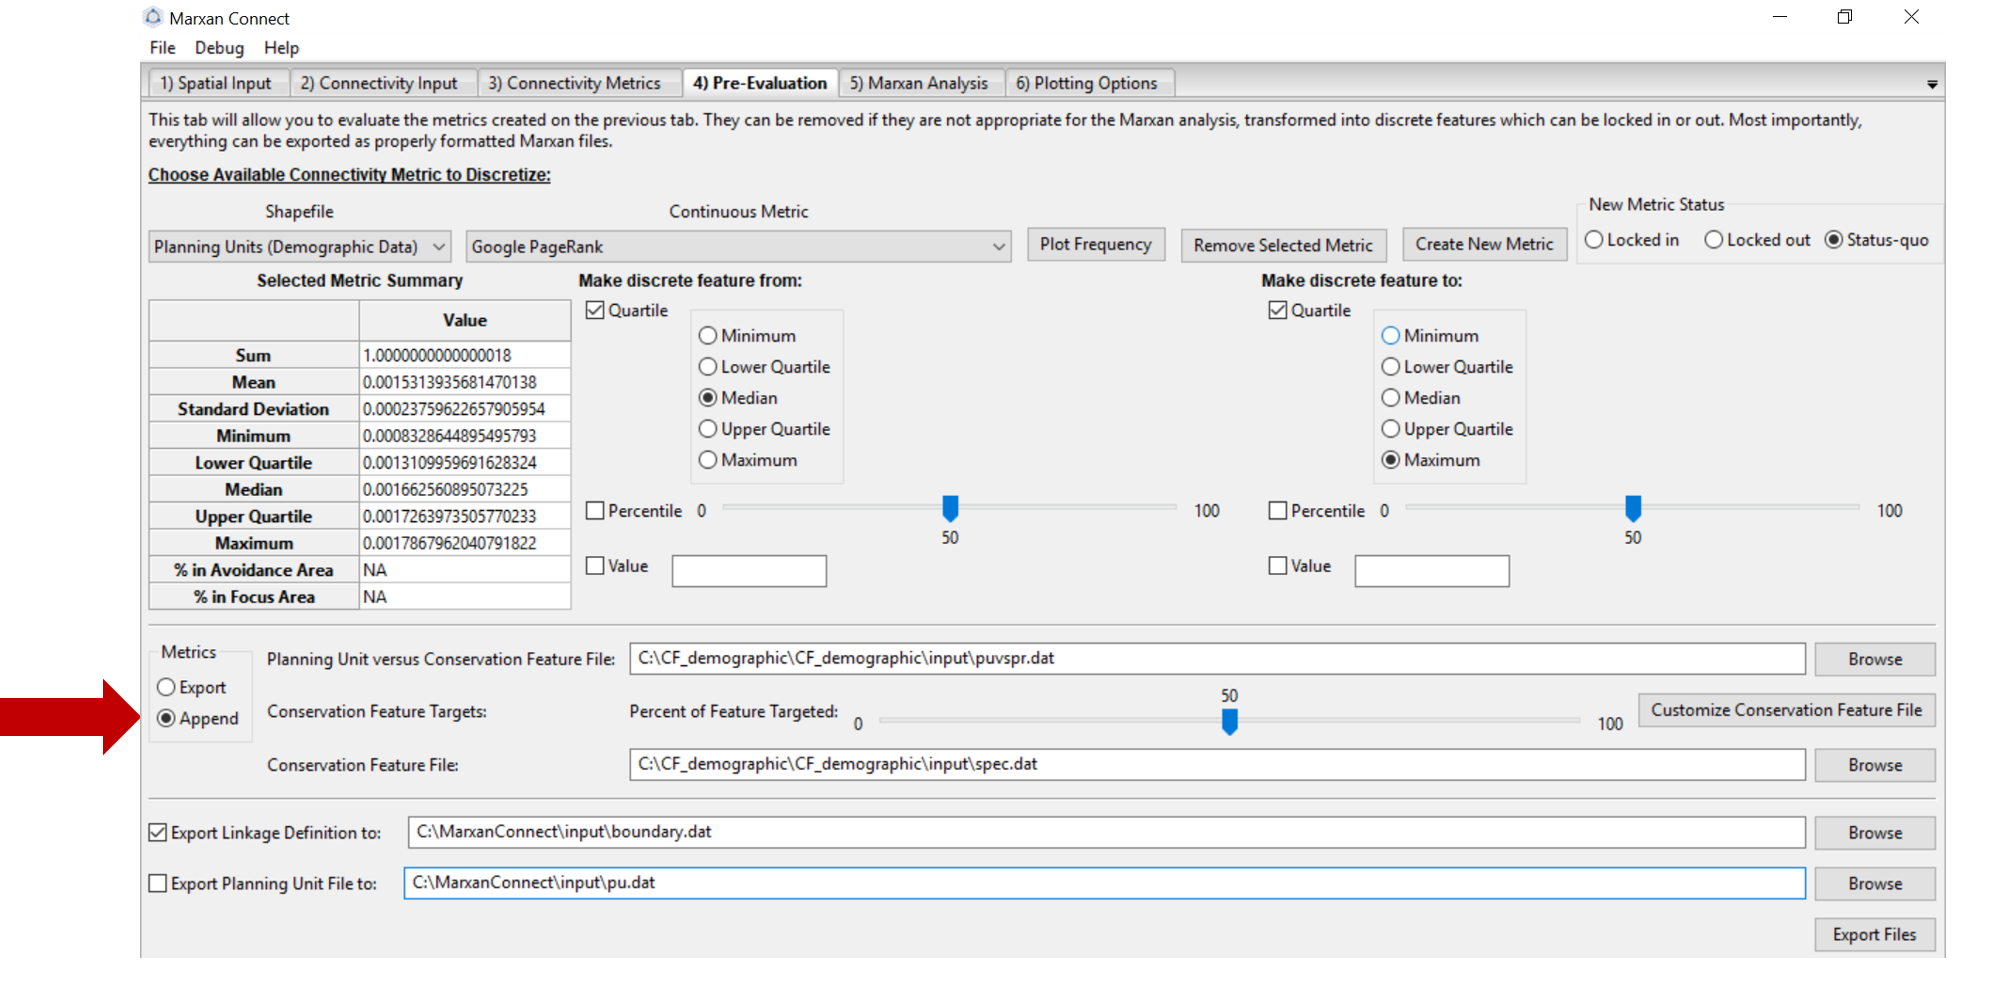 Marxan Connect
File Debug Help
1) Spatial Input 2) Connectivity Input 3) Connectivity Metrics 4) Pre-Evaluation 5) Marxan Analysis 6) Plotting Options
This tab will allow you to evaluate the metrics created on the previous tab. They can be removed if they are not appropriate for the Marxan analysis, transformed into discrete features which can be locked in or out. Most importantly,
everything can be exported as properly formatted Marxan files.
Choose Available Connectivity Metric to Discretize:
Shapefile Continuous Metric New Metric Status
Planning Units (Demographic Data) Google PageRank Plot Frequency Remove Selected Metric Create New Metric Locked in Locked out Status-quo
Selected Metric Summary
Value
Sum 1.0000000000000018
Mean 0.0015313935681470138
Standard Deviation 0.00023759622657905954
Minimum 0.0008328644895495793
Lower Quartile 0.0013109959691628324
Median 0.001662560895073225
Upper Quartile 0.0017263973505770233
Maximum 0.0017867962040791822
% in Avoidance Area NA
% in Focus Area NA
Make discrete feature from:
Quartile
Minimum
Lower Quartile
Median
Upper Quartile
Maximum
Percentile 0 100
50
Value
Make discrete feature to:
Quartile
Minimum
Lower Quartile
Median
Upper Quartile
Maximum
Percentile 0 100
50
Value
Metrics
Export
Append
Planning Unit versus Conservation Feature File: C:\CF_demographic\CF_demographic\input\puvspr.dat Browse
50
Conservation Feature Targets: Percent of Feature Targeted: 0 100 Customize Conservation Feature File
Conservation Feature File: C:\CF_demographic\CF_demographic\input\spec.dat Browse
Export Linkage Definition to: C:\MarxanConnect\input\boundary.dat Browse
Export Planning Unit File to: C:\MarxanConnect\input\pu.dat Browse
Export Files